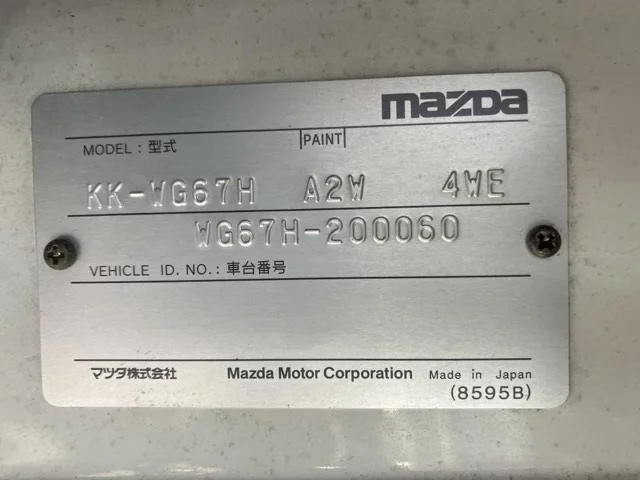 mazda
MODEL : 型式 PAINT
KK-WG67H A2W 4WE
WG67H-200060
VEHICLE ID. NO. : 車台番号
マツダ株式会社 Mazda Motor Corporation Made in Japan
(8595B)